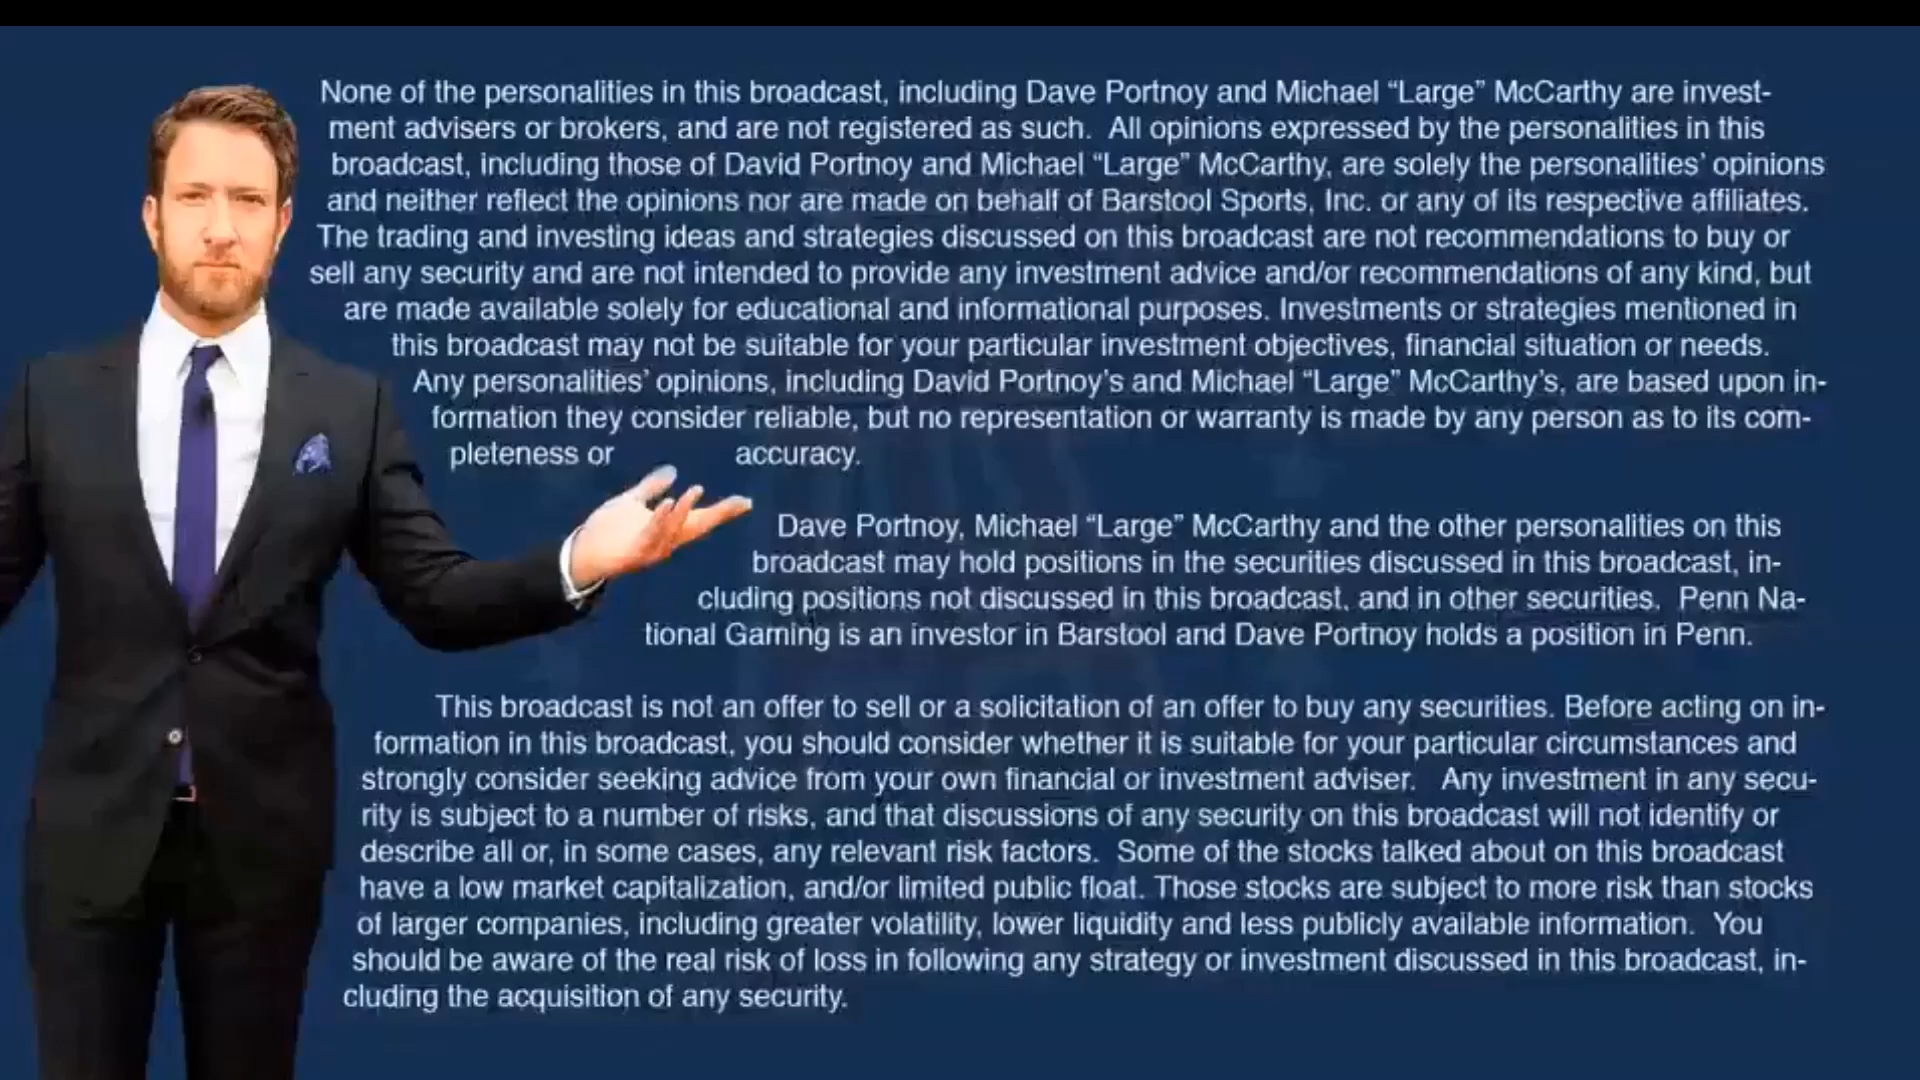 None of the personalities in this broadcast, including Dave Portnoy and Michael “Large” McCarthy are invest-
ment advisers or brokers, and are not registered as such.  All opinions expressed by the personalities in this
broadcast, including those of David Portnoy and Michael “Large” McCarthy, are solely the personalities’ opinions
and neither reflect the opinions nor are made on behalf of Barstool Sports, Inc. or any of its respective affiliates.
The trading and investing ideas and strategies discussed on this broadcast are not recommendations to buy or
sell any security and are not intended to provide any investment advice and/or recommendations of any kind, but
are made available solely for educational and informational purposes. Investments or strategies mentioned in
this broadcast may not be suitable for your particular investment objectives, financial situation or needs.
Any personalities’ opinions, including David Portnoy’s and Michael “Large” McCarthy’s, are based upon in-
formation they consider reliable, but no representation or warranty is made by any person as to its com-
pleteness or accuracy.
Dave Portnoy, Michael “Large” McCarthy and the other personalities on this
broadcast may hold positions in the securities discussed in this broadcast, in-
cluding positions not discussed in this broadcast, and in other securities.  Penn Na-
tional Gaming is an investor in Barstool and Dave Portnoy holds a position in Penn.
This broadcast is not an offer to sell or a solicitation of an offer to buy any securities. Before acting on in-
formation in this broadcast, you should consider whether it is suitable for your particular circumstances and
strongly consider seeking advice from your own financial or investment adviser.   Any investment in any secu-
rity is subject to a number of risks, and that discussions of any security on this broadcast will not identify or
describe all or, in some cases, any relevant risk factors.  Some of the stocks talked about on this broadcast
have a low market capitalization, and/or limited public float. Those stocks are subject to more risk than stocks
of larger companies, including greater volatility, lower liquidity and less publicly available information.  You
should be aware of the real risk of loss in following any strategy or investment discussed in this broadcast, in-
cluding the acquisition of any security.